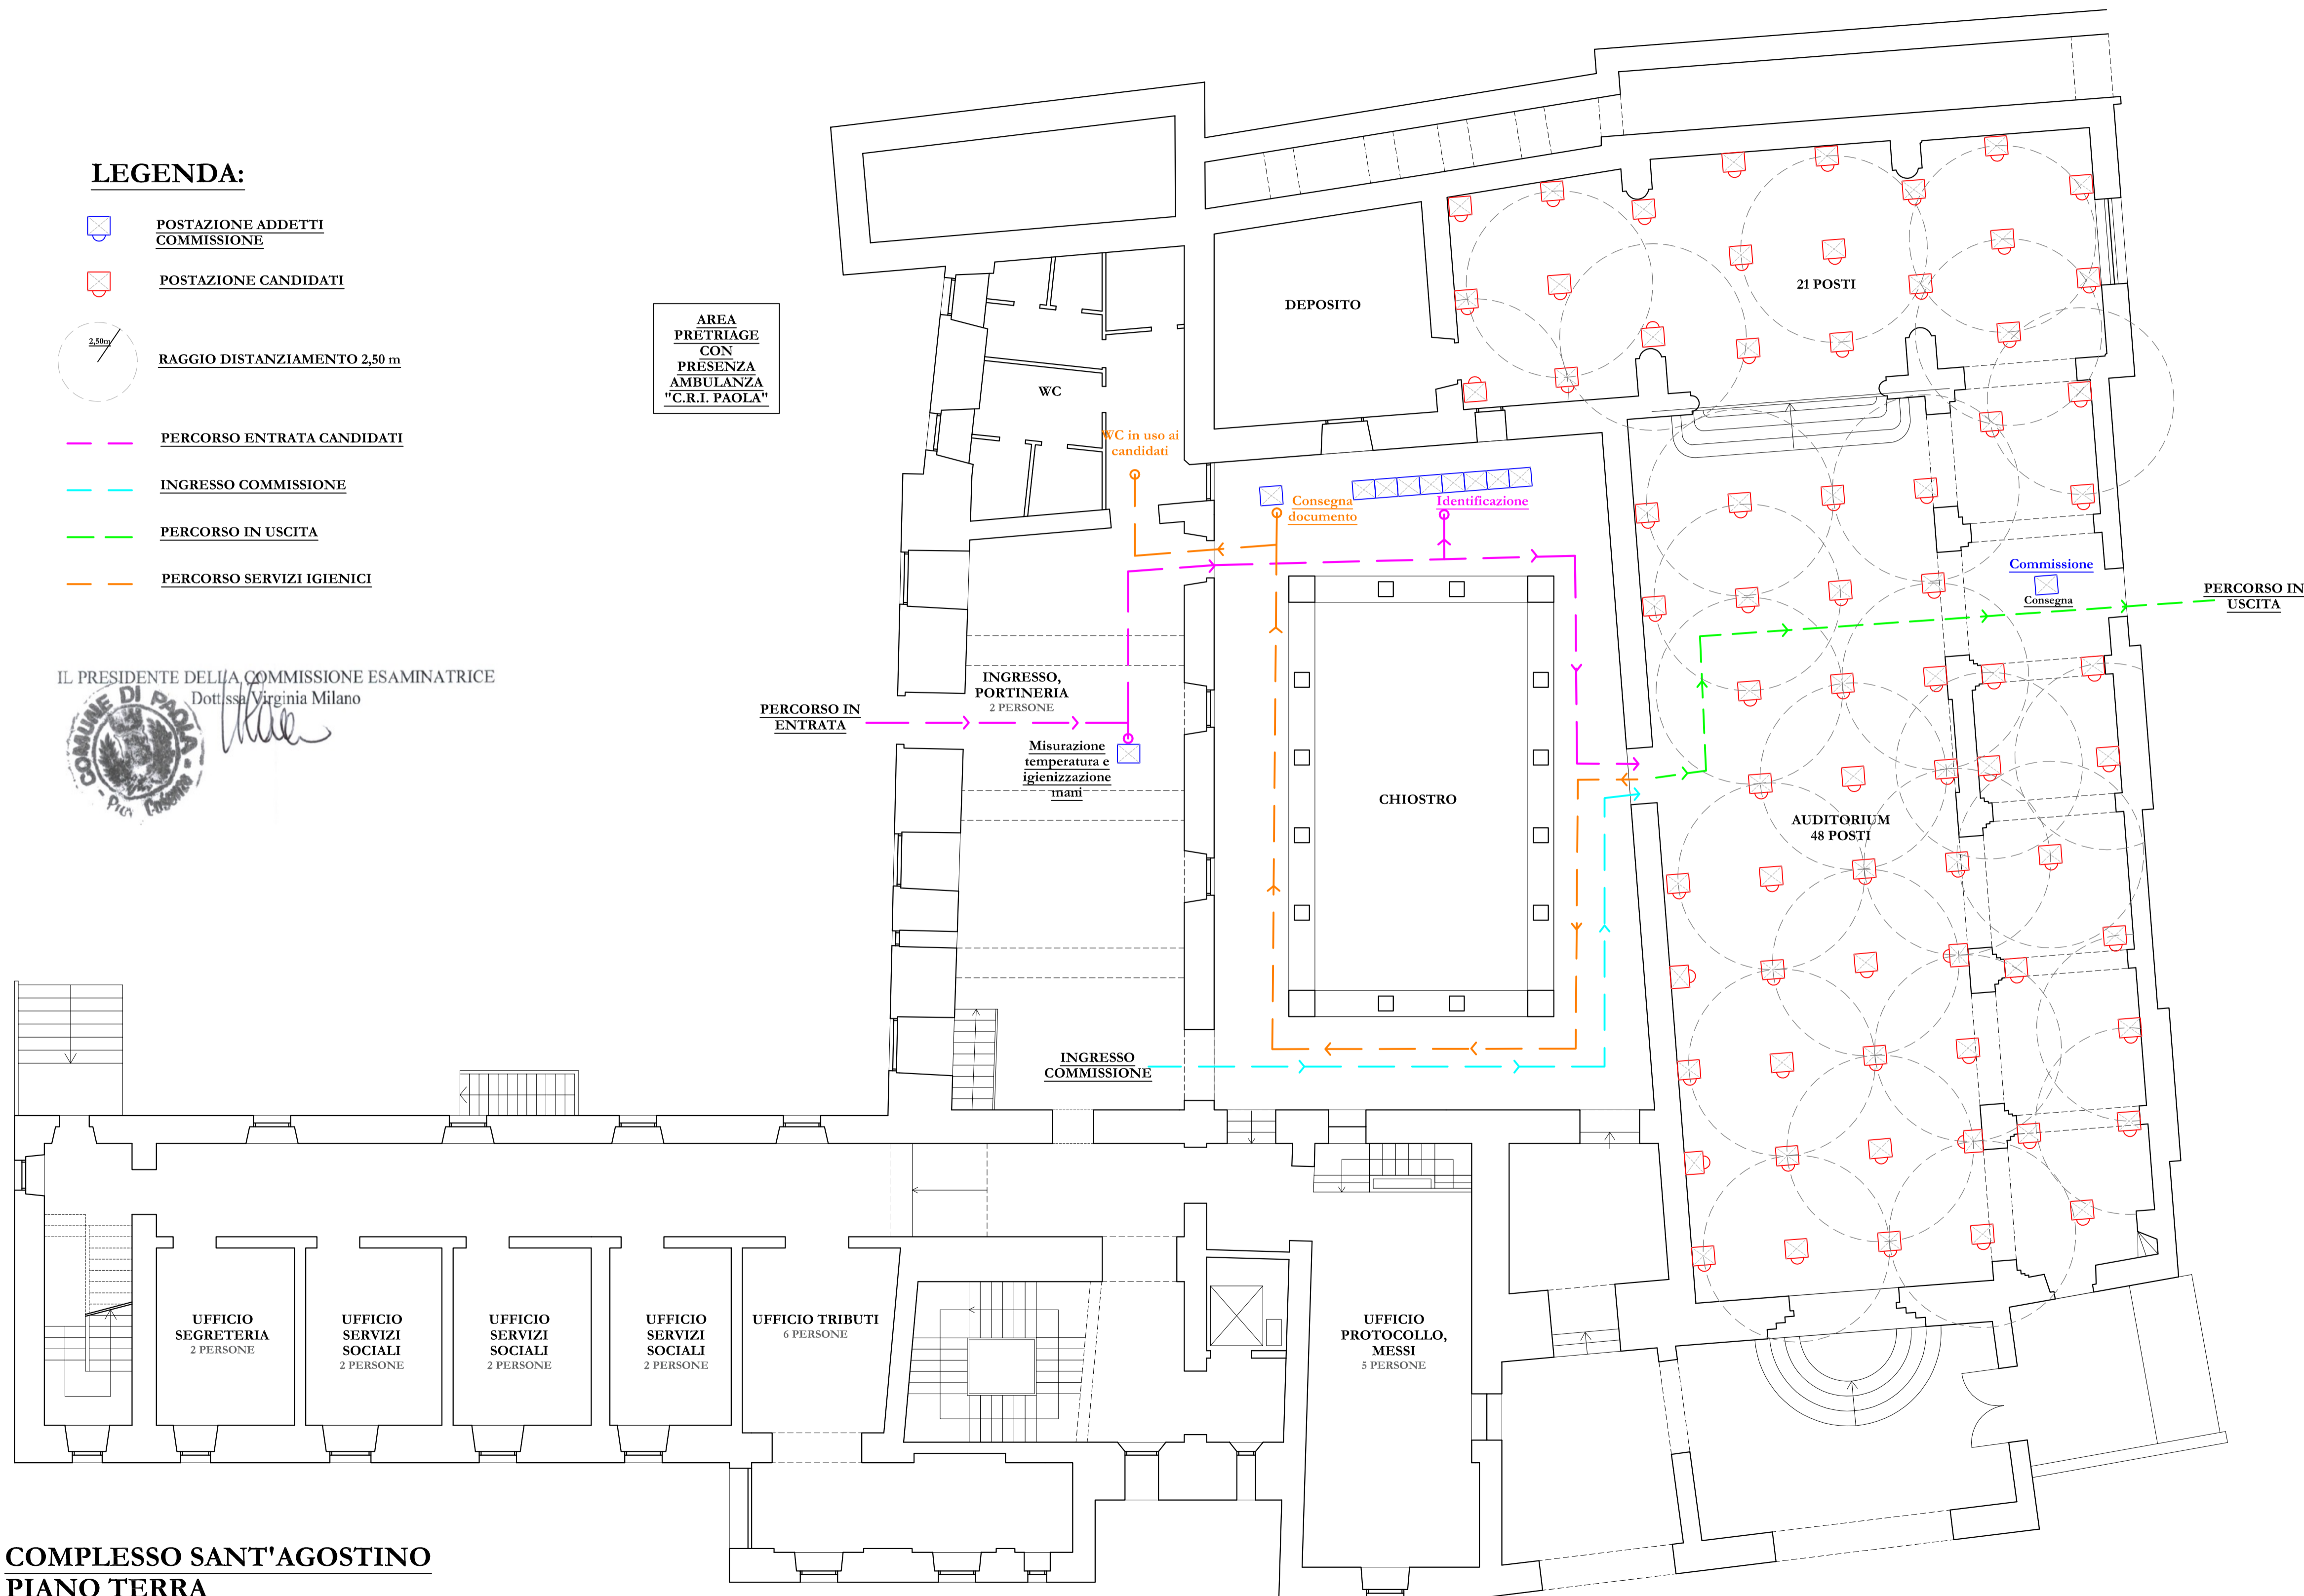 LEGENDA:
POSTAZIONE ADDETTI
COMMISSIONE
POSTAZIONE CANDIDATI
2,50m
RAGGIO DISTANZIAMENTO 2,50 m
PERCORSO ENTRATA CANDIDATI
INGRESSO COMMISSIONE
PERCORSO IN USCITA
PERCORSO SERVIZI IGIENICI
IL PRESIDENTE DELLA COMMISSIONE ESAMINATRICE
Dott.ssa Virginia Milano
COMUNE DI PAOLA
AREA
PRETRIAGE
CON
PRESENZA
AMBULANZA
"C.R.I. PAOLA"
WC
WC in uso ai
candidati
DEPOSITO
21 POSTI
Consegna
documento
Identificazione
Commissione
Consegna
PERCORSO IN
USCITA
INGRESSO,
PORTINERIA
2 PERSONE
PERCORSO IN
ENTRATA
Misurazione
temperatura e
igienizzazione
mani
CHIOSTRO
AUDITORIUM
48 POSTI
INGRESSO
COMMISSIONE
UFFICIO
SEGRETERIA
2 PERSONE
UFFICIO
SERVIZI
SOCIALI
2 PERSONE
UFFICIO
SERVIZI
SOCIALI
2 PERSONE
UFFICIO
SERVIZI
SOCIALI
2 PERSONE
UFFICIO TRIBUTI
6 PERSONE
UFFICIO
PROTOCOLLO,
MESSI
5 PERSONE
COMPLESSO SANT'AGOSTINO
PIANO TERRA